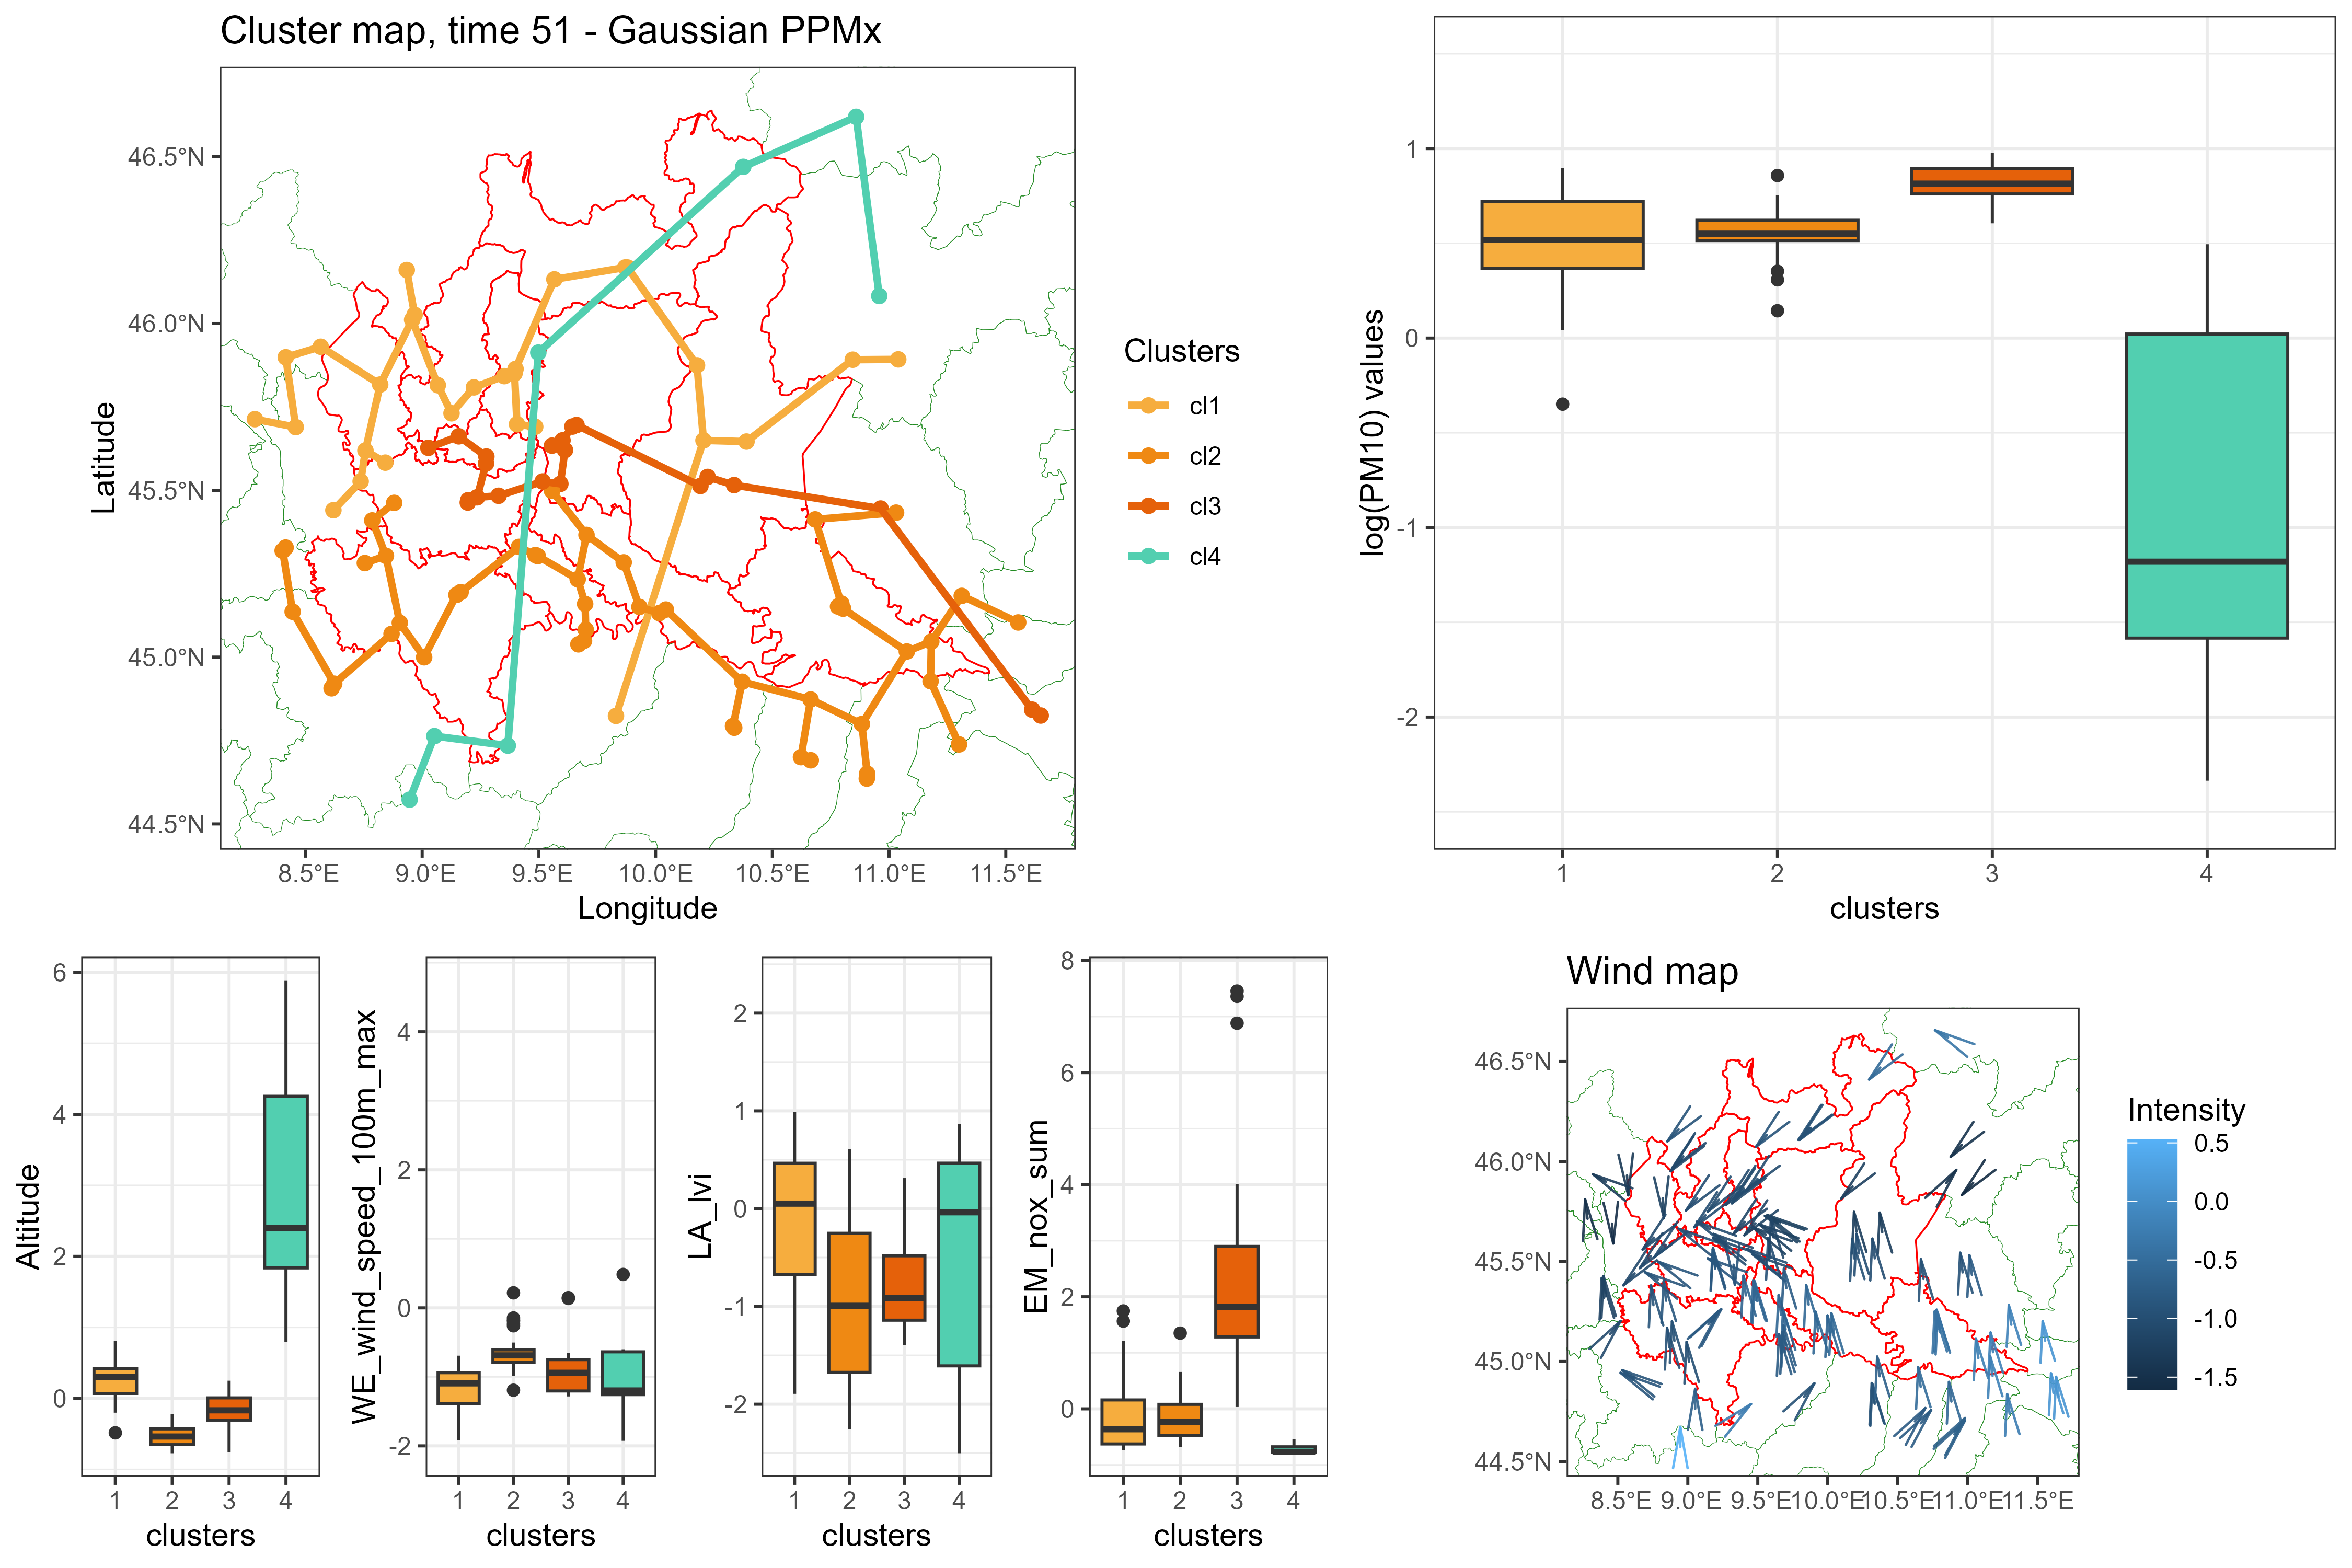 Cluster map, time 51 - Gaussian PPMx
46.5°N
46.0°N
45.5°N
45.0°N
44.5°N
Latitude
8.5°E 9.0°E 9.5°E 10.0°E 10.5°E 11.0°E 11.5°E
Longitude
Clusters
cl1
cl2
cl3
cl4
log(PM10) values
1
0
-1
-2
1 2 3 4
clusters
Altitude
6
4
2
0
1 2 3 4
clusters
WE_wind_speed_100m_max
4
2
0
-2
1 2 3 4
clusters
LA_lvi
2
1
0
-1
-2
1 2 3 4
clusters
EM_nox_sum
8
6
4
2
0
1 2 3 4
clusters
Wind map
46.5°N
46.0°N
45.5°N
45.0°N
44.5°N
8.5°E 9.0°E 9.5°E 10.0°E 10.5°E 11.0°E 11.5°E
Intensity
0.5
0.0
-0.5
-1.0
-1.5